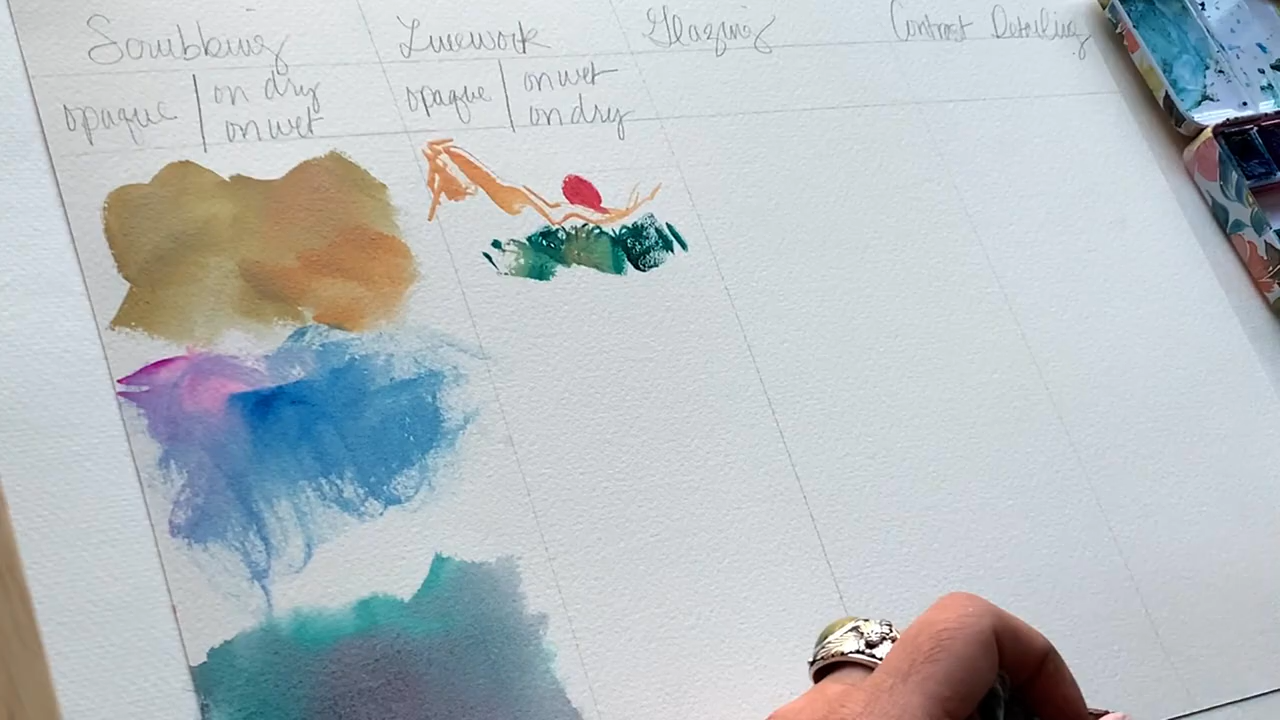 Scrubbing
Linework
Glazing
Contrast Detailing
opaque / on dry
on wet
opaque / on wet
on dry